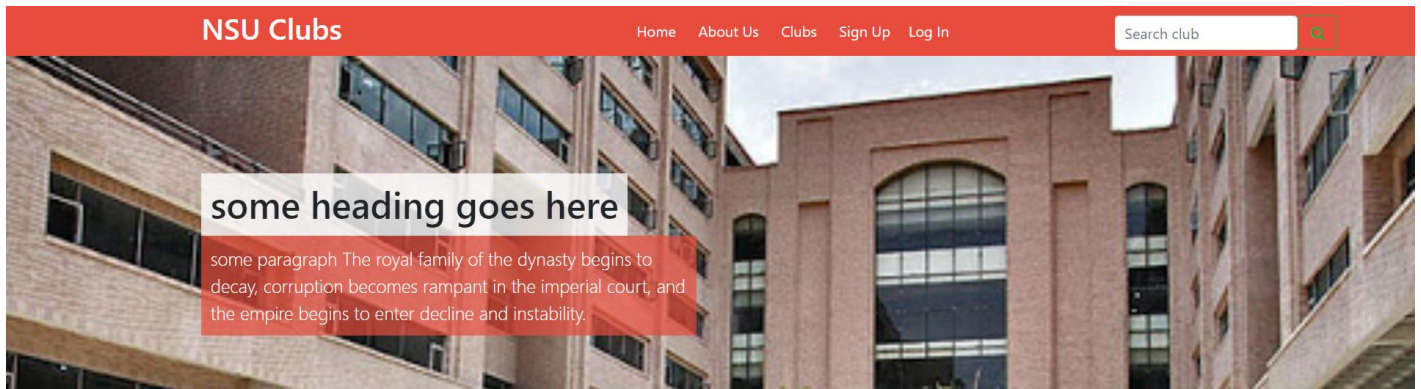 NSU Clubs
Home About Us Clubs Sign Up Log In
Search club
some heading goes here
some paragraph The royal family of the dynasty begins to
decay, corruption becomes rampant in the imperial court, and
the empire begins to enter decline and instability.